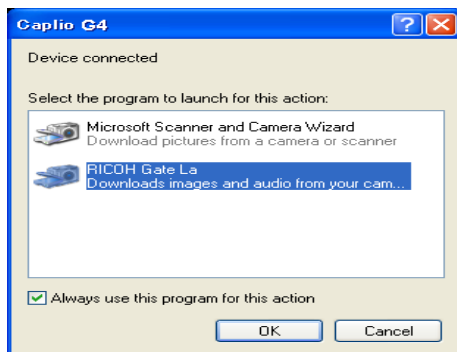 Caplio G4
Device connected
Select the program to launch for this action:
Microsoft Scanner and Camera Wizard
Download pictures from a camera or scanner
RICOH Gate La
Downloads images and audio from your cam...
Always use this program for this action
OK Cancel